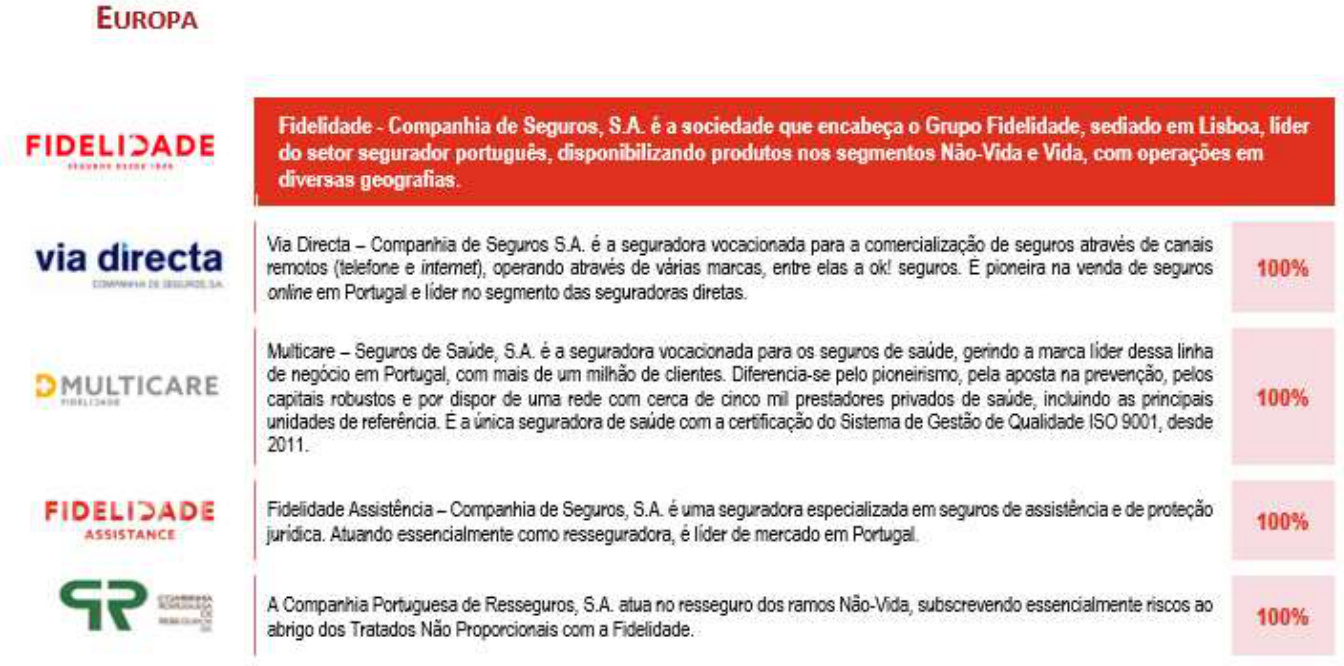 EUROPA
FIDELIDADE
SEGUROS DESDE 1808
Fidelidade - Companhia de Seguros, S.A. é a sociedade que encabeça o Grupo Fidelidade, sediado em Lisboa, líder
do setor segurador português, disponibilizando produtos nos segmentos Não-Vida e Vida, com operações em
diversas geografias.
via directa
COMPANHIA DE SEGUROS, SA
Via Directa – Companhia de Seguros S.A. é a seguradora vocacionada para a comercialização de seguros através de canais
remotos (telefone e internet), operando através de várias marcas, entre elas a ok! seguros. É pioneira na venda de seguros
online em Portugal e líder no segmento das seguradoras diretas.
100%
MULTICARE
FIDELIDADE
Multicare – Seguros de Saúde, S.A. é a seguradora vocacionada para os seguros de saúde, gerindo a marca líder dessa linha
de negócio em Portugal, com mais de um milhão de clientes. Diferencia-se pelo pioneirismo, pela aposta na prevenção, pelos
capitais robustos e por dispor de uma rede com cerca de cinco mil prestadores privados de saúde, incluindo as principais
unidades de referência. É a única seguradora de saúde com a certificação do Sistema de Gestão de Qualidade ISO 9001, desde
2011.
100%
FIDELIDADE
ASSISTANCE
Fidelidade Assistência – Companhia de Seguros, S.A. é uma seguradora especializada em seguros de assistência e de proteção
jurídica. Atuando essencialmente como resseguradora, é líder de mercado em Portugal.
100%
COMPANHIA
PORTUGUESA
DE
RESSEGUROS
A Companhia Portuguesa de Resseguros, S.A. atua no resseguro dos ramos Não-Vida, subscrevendo essencialmente riscos ao
abrigo dos Tratados Não Proporcionais com a Fidelidade.
100%